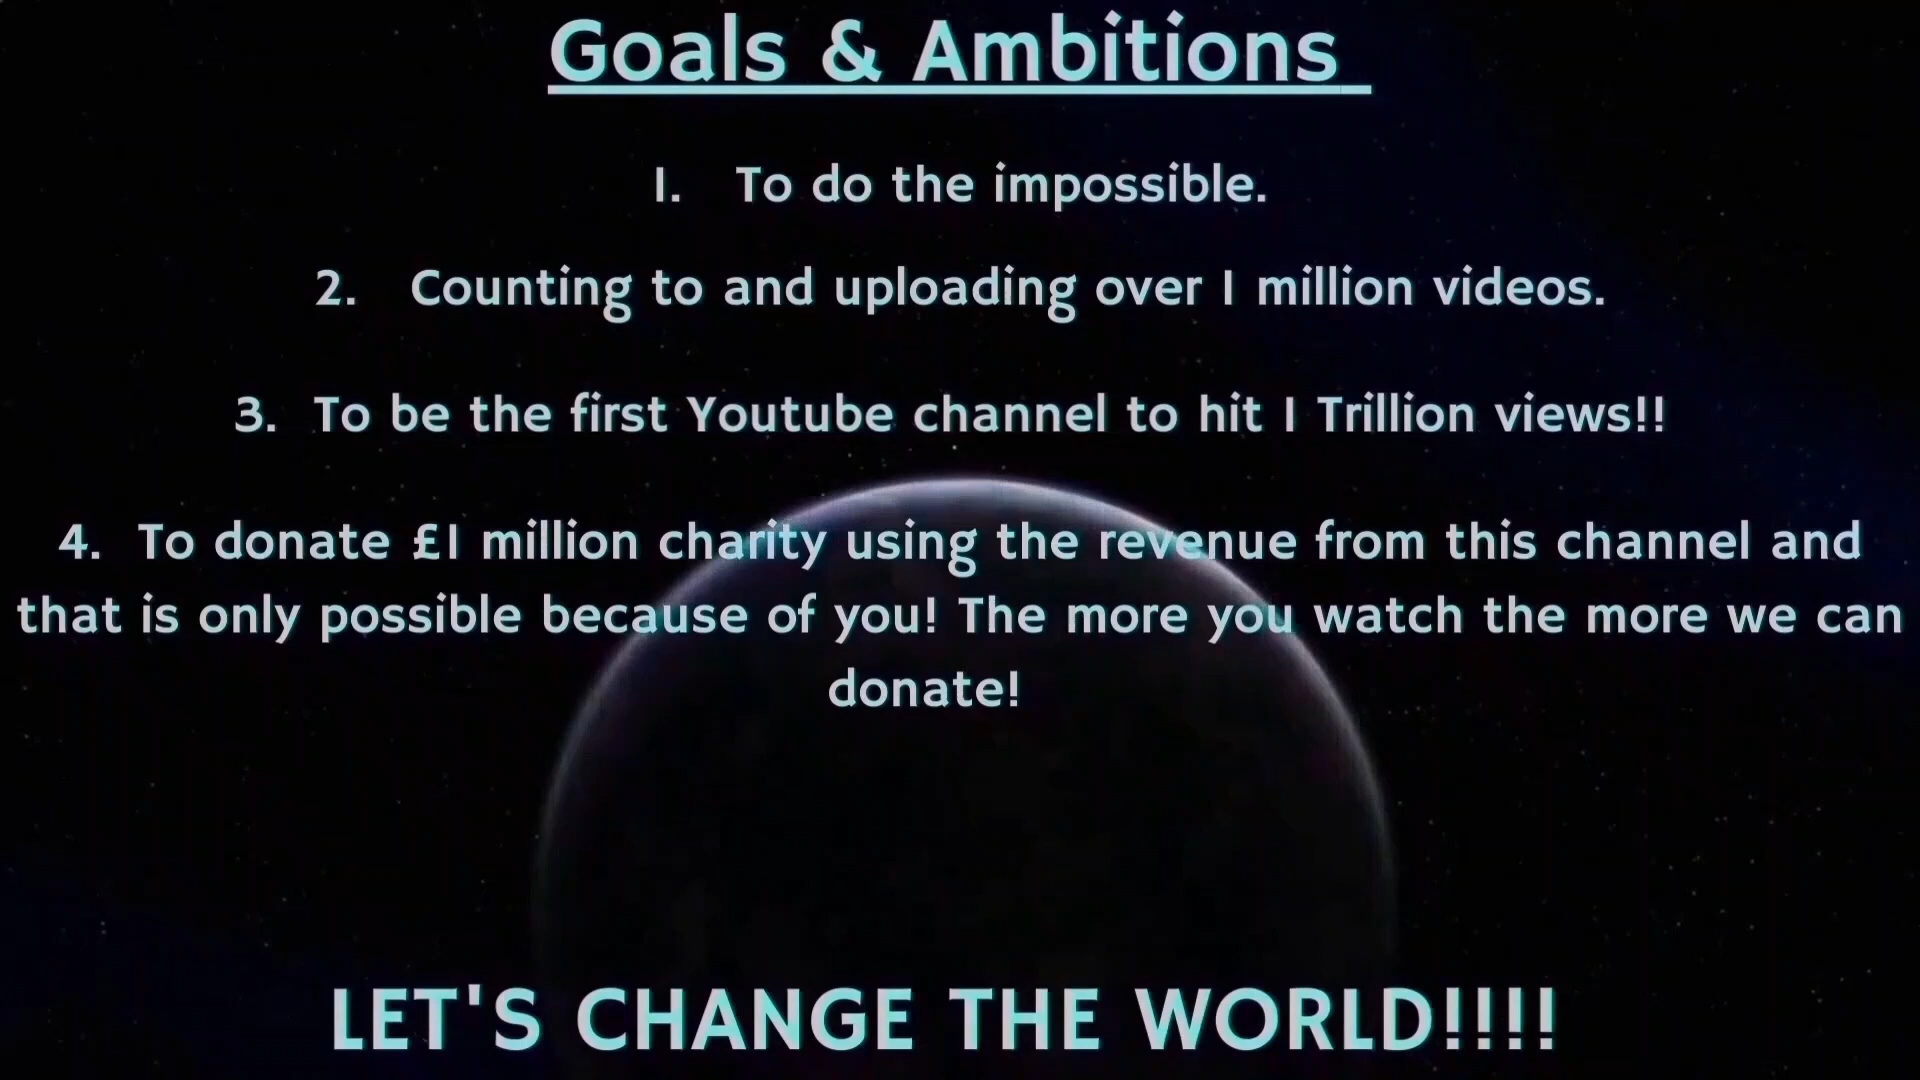 Goals & Ambitions
1. To do the impossible.
2. Counting to and uploading over 1 million videos.
3. To be the first Youtube channel to hit 1 Trillion views!!
4. To donate £1 million charity using the revenue from this channel and
that is only possible because of you! The more you watch the more we can
donate!
LET'S CHANGE THE WORLD!!!!